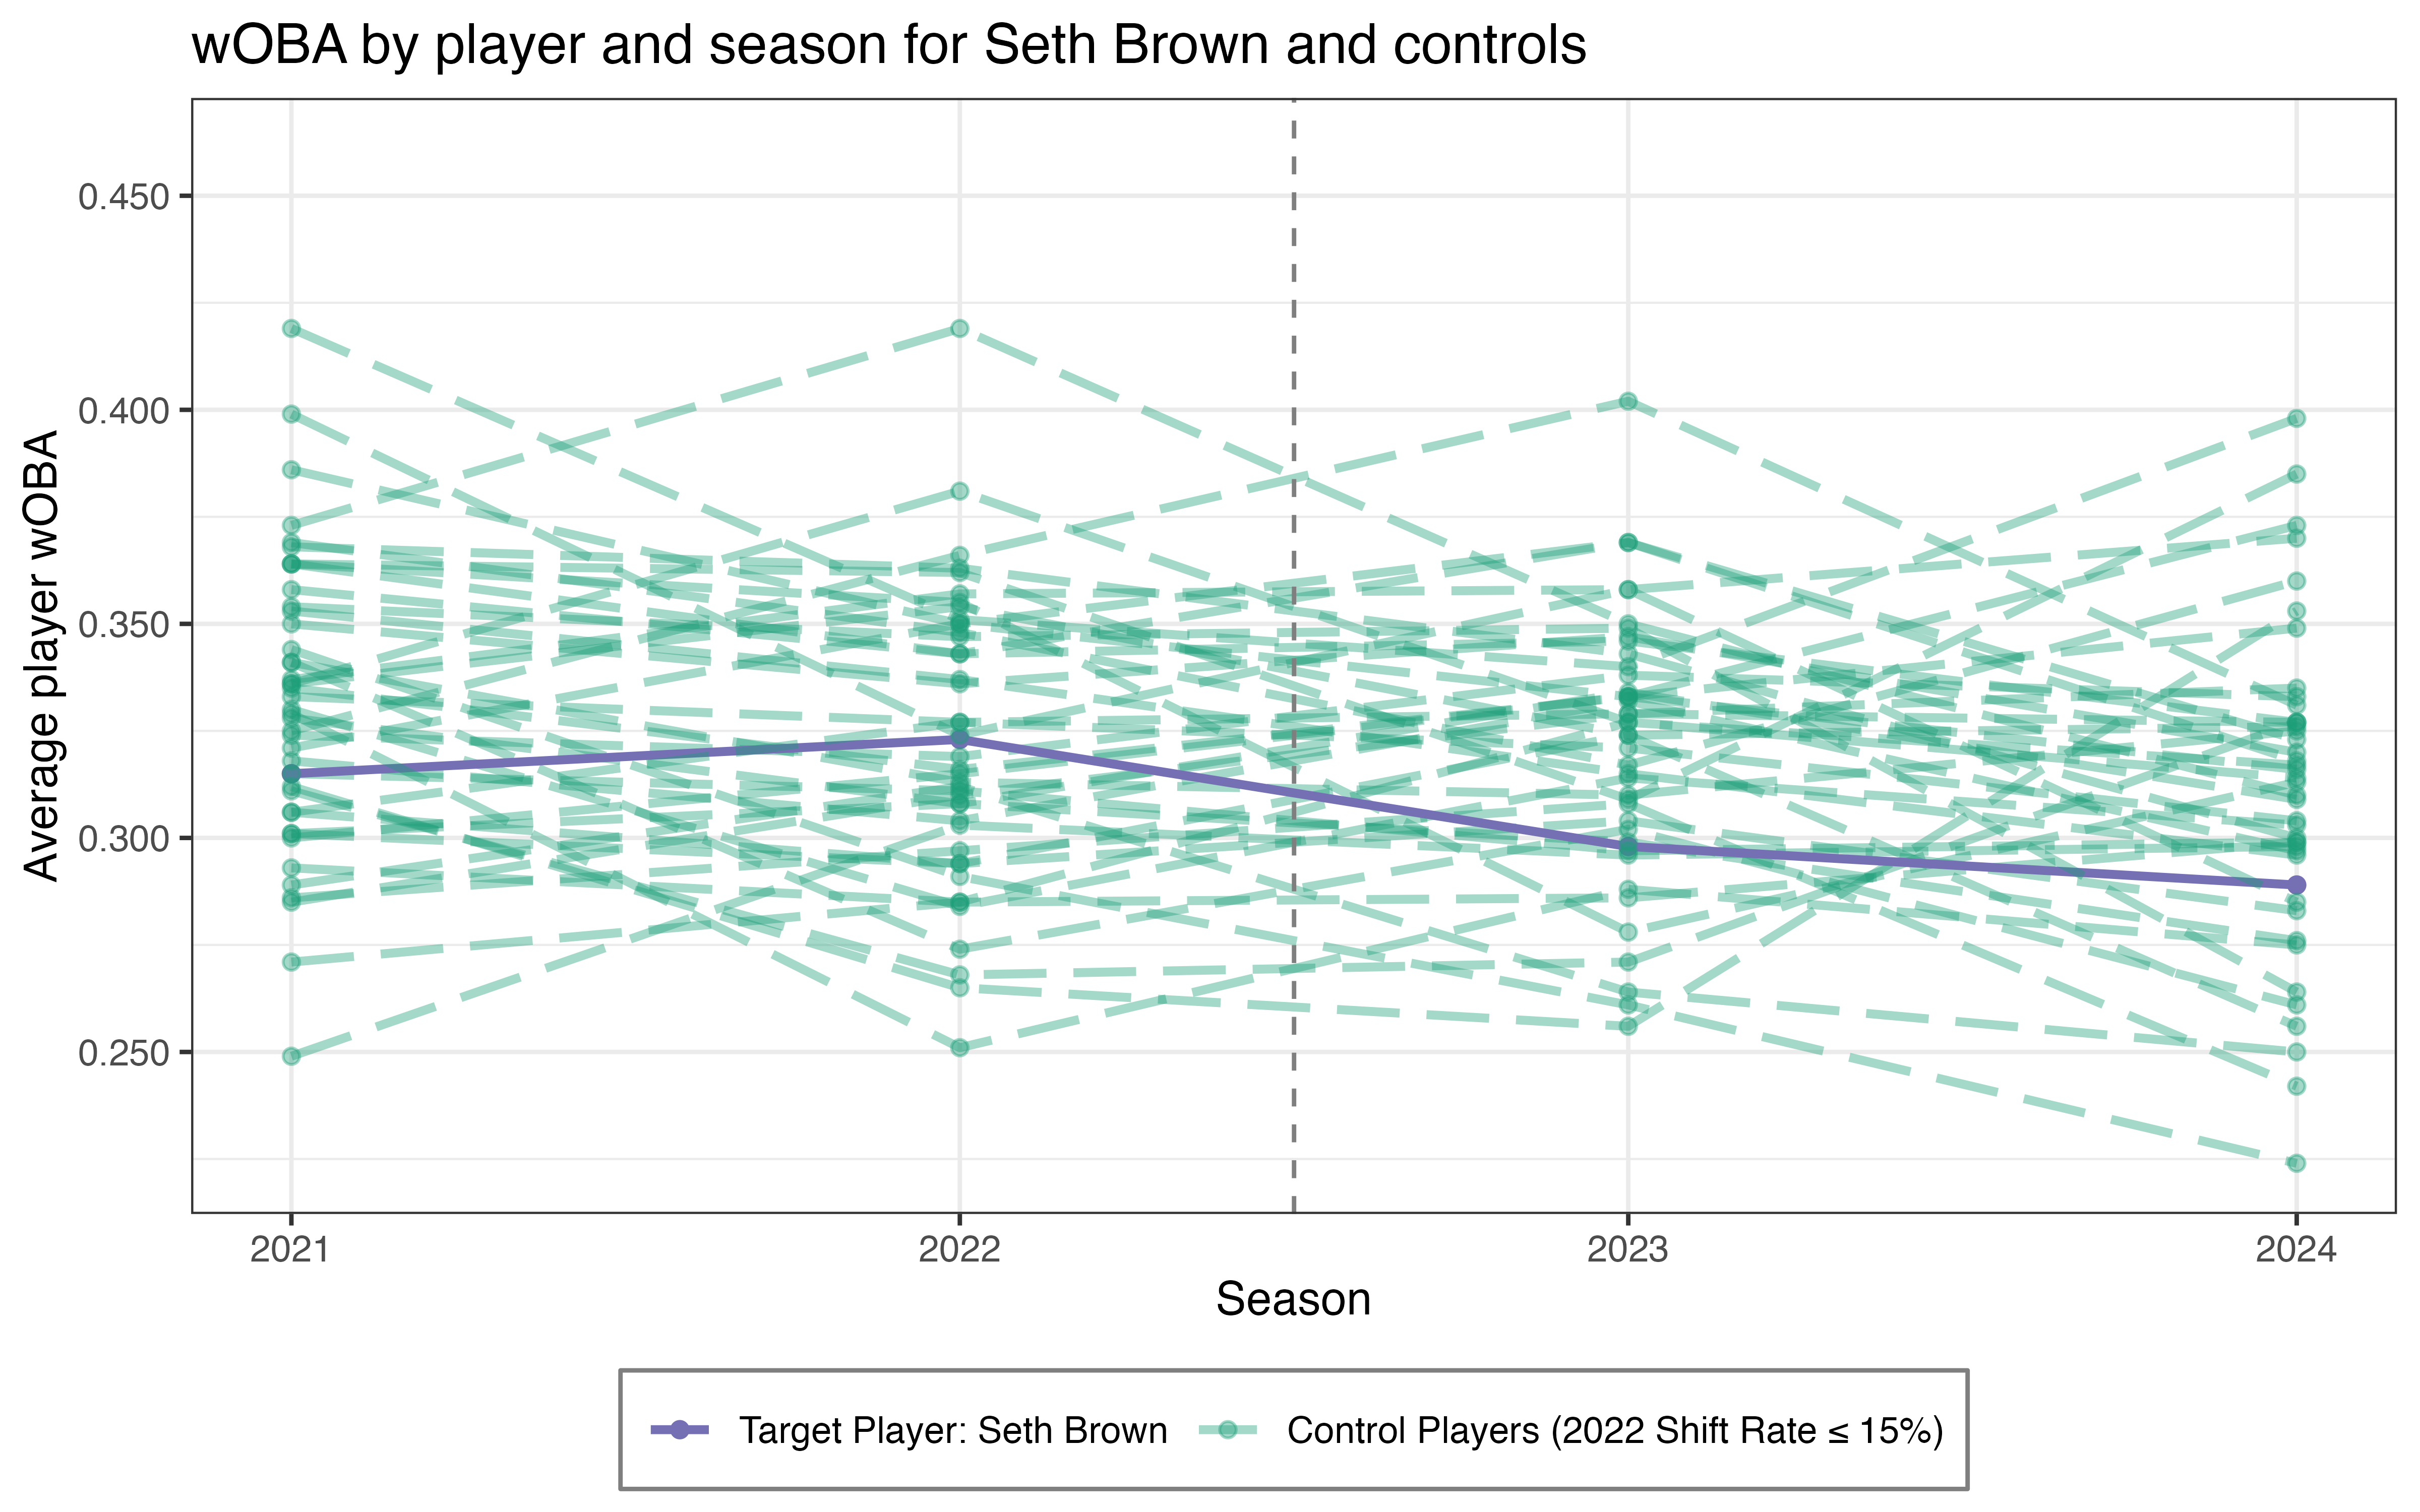 wOBA by player and season for Seth Brown and controls
Average player wOBA
0.450
0.400
0.350
0.300
0.250
2021 2022 2023 2024
Season
Target Player: Seth Brown Control Players (2022 Shift Rate ≤ 15%)